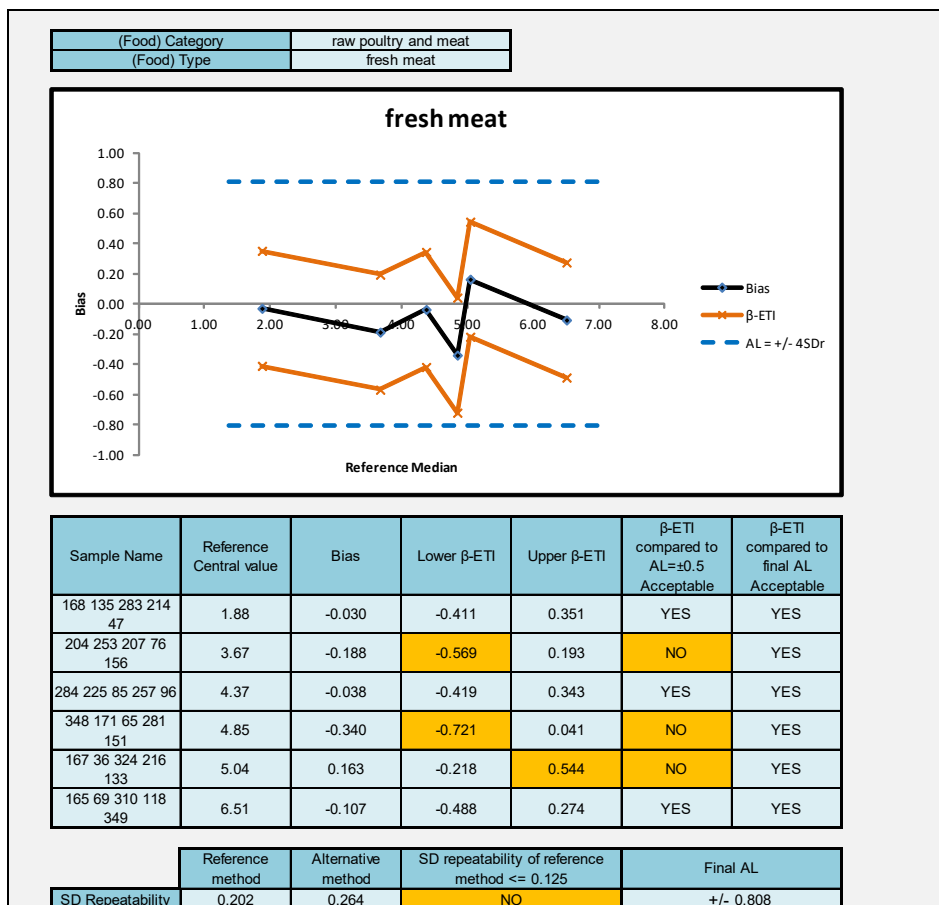 (Food) Category raw poultry and meat
(Food) Type fresh meat
fresh meat
1.00
0.80
0.60
0.40
0.20
0.00
-0.20
-0.40
-0.60
-0.80
-1.00
0.00 1.00 2.00 3.00 4.00 5.00 6.00 7.00 8.00
Bias
Reference Median
Bias
β-ETI
AL = +/- 4SDr
Sample Name
Reference
Central value
Bias
Lower β-ETI
Upper β-ETI
β-ETI
compared to
AL=±0.5
Acceptable
β-ETI
compared to
final AL
Acceptable
168 135 283 214
47
1.88 -0.030 -0.411 0.351 YES YES
204 253 207 76
156
3.67 -0.188 -0.569 0.193 NO YES
284 225 85 257 96 4.37 -0.038 -0.419 0.343 YES YES
348 171 65 281
151
4.85 -0.340 -0.721 0.041 NO YES
167 36 324 216
133
5.04 0.163 -0.218 0.544 NO YES
165 69 310 118
349
6.51 -0.107 -0.488 0.274 YES YES
Reference
method
Alternative
method
SD repeatability of reference
method <= 0.125
Final AL
SD Repeatability 0.202 0.264 NO +/- 0.808